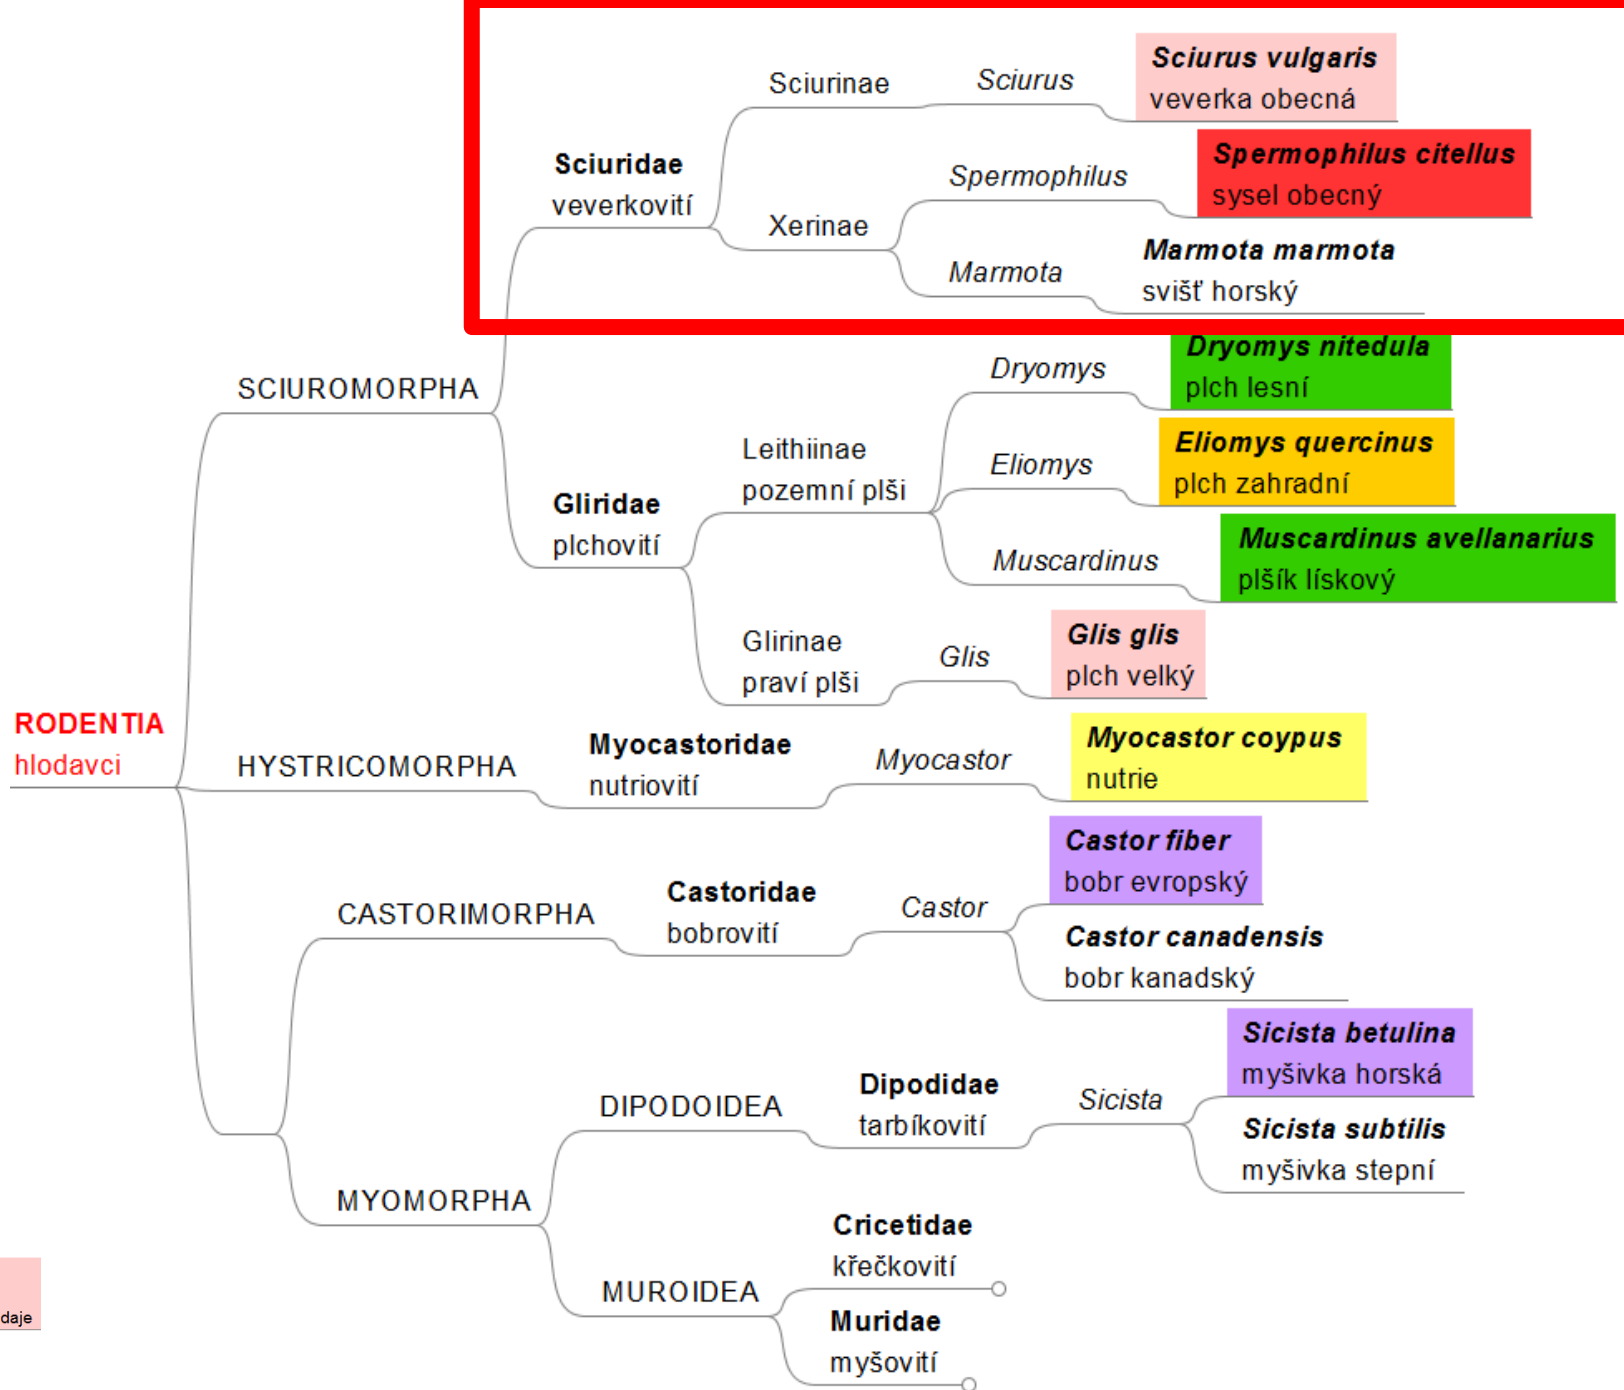 Sciurus vulgaris
veverka obecná
Sciurinae
Sciurus
Spermophilus citellus
sysel obecný
Sciuridae
veverkovití
Spermophilus
Xerinae
Marmota marmota
svišť horský
Marmota
SCIUROMORPHA
Dryomys nitedula
plch lesní
Dryomys
Leithiinae
pozemní plši
Eliomys quercinus
plch zahradní
Eliomys
Gliridae
plchovití
Muscardinus avellanarius
plšík lískový
Muscardinus
Glirinae
praví plši
Glis
Glis glis
plch velký
RODENTIA
hlodavci
HYSTRICOMORPHA
Myocastoridae
nutriovití
Myocastor
Myocastor coypus
nutrie
CASTORIMORPHA
Castoridae
bobrovití
Castor
Castor fiber
bobr evropský
Castor canadensis
bobr kanadský
DIPODOIDEA
Dipodidae
tarbíkovití
Sicista
Sicista betulina
myšivka horská
Sicista subtilis
myšivka stepní
MYOMORPHA
MUROIDEA
Cricetidae
křečkovití
Muridae
myšovití
daje